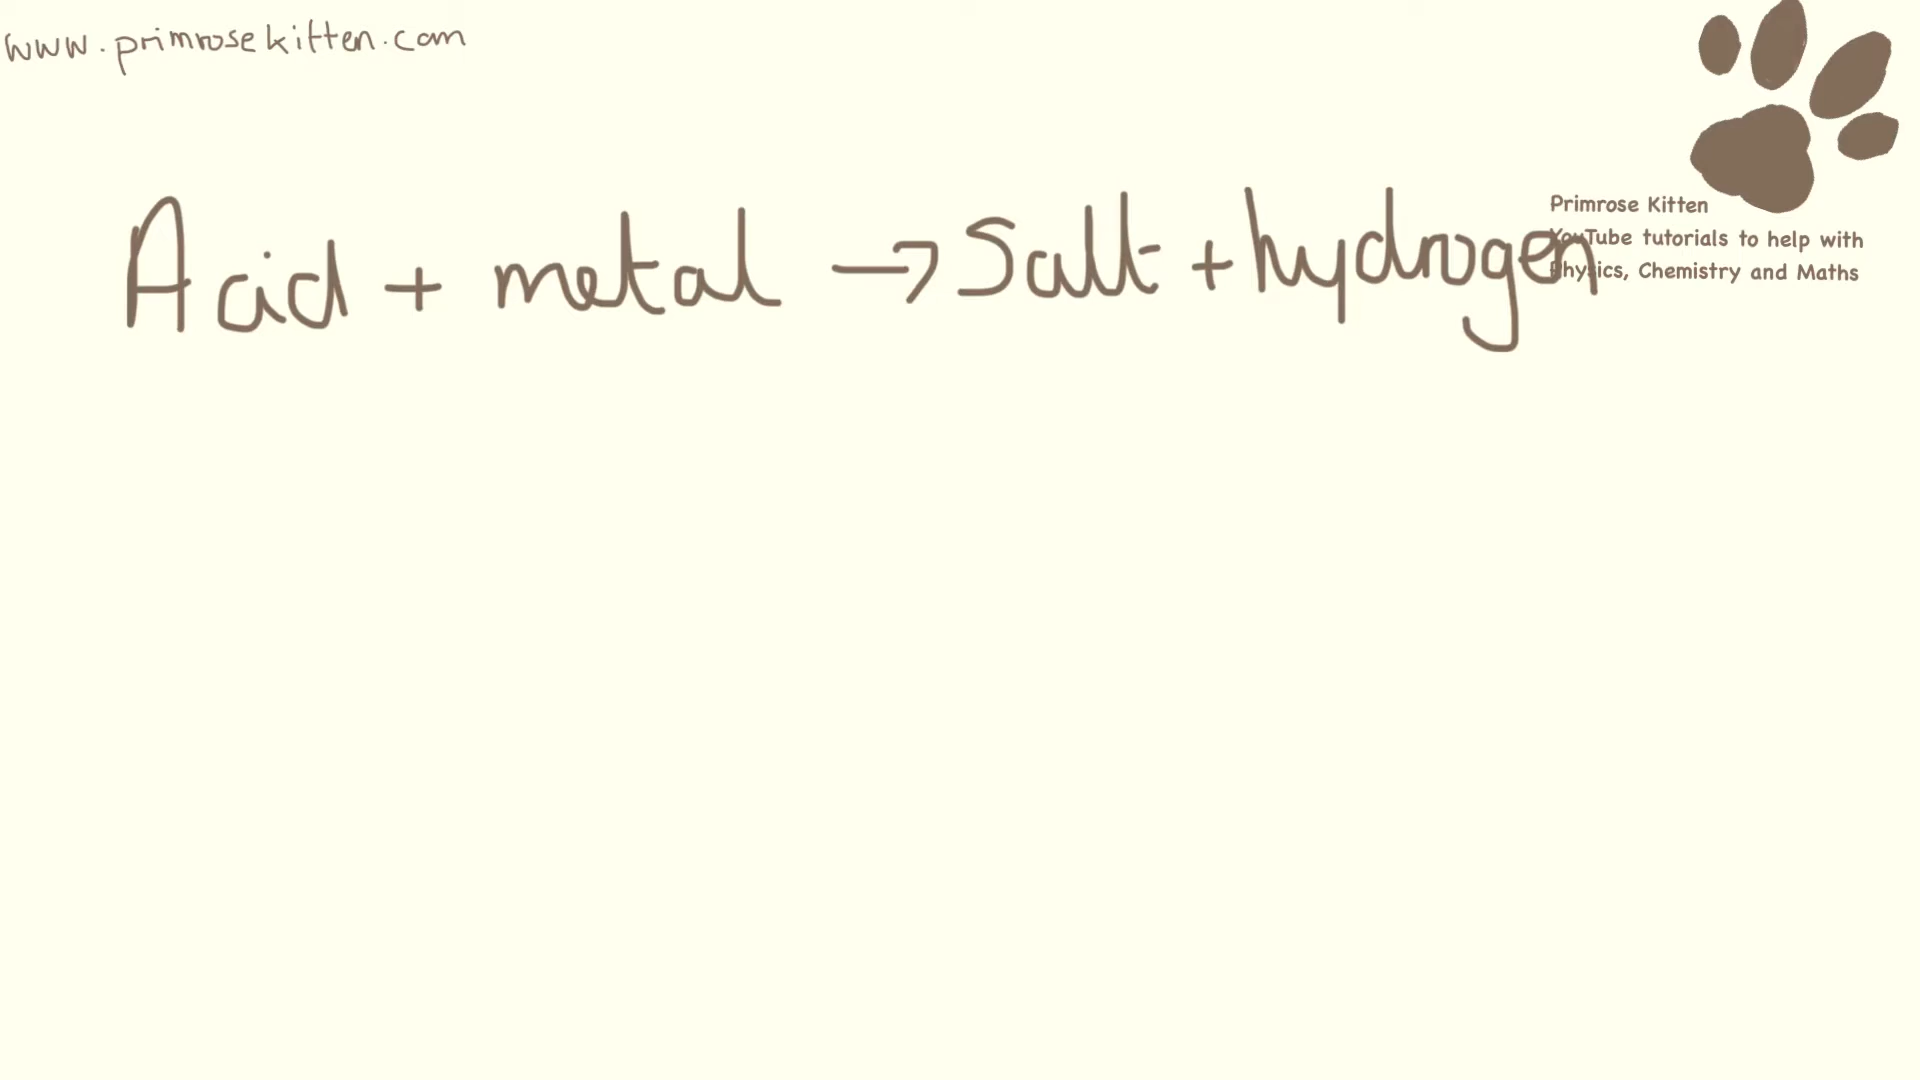 www.primrosekitten.com
Acid + metal → Salt + hydrogen
Primrose Kitten
YouTube tutorials to help with
Physics, Chemistry and Maths